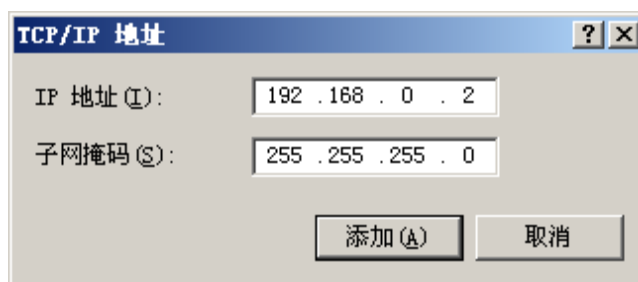 TCP/IP 地址
IP 地址(I): 192 .168 . 0 . 2
子网掩码(S): 255 .255 .255 . 0
添加(A) 取消